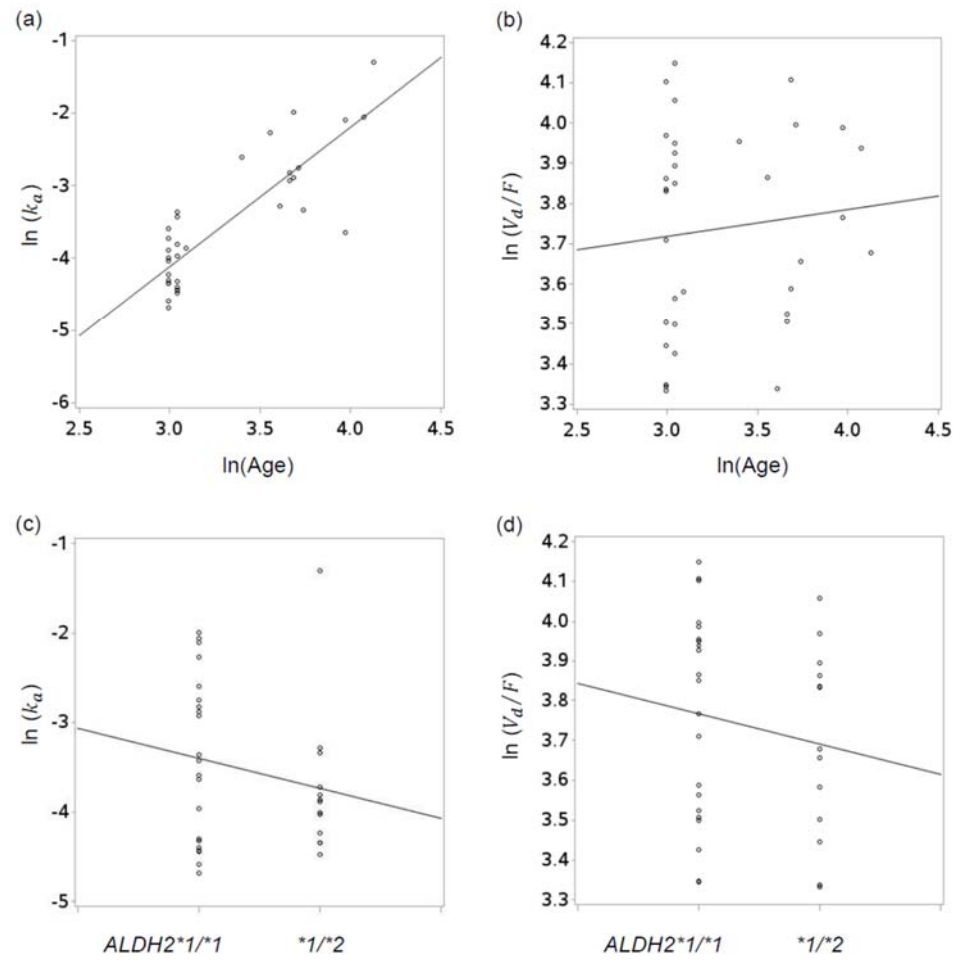 (a)
-1
-2
-3
-4
-5
-6
ln (kₐ)
2.5 3.0 3.5 4.0 4.5
ln(Age)
(b)
4.2
4.1
4.0
3.9
3.8
3.7
3.6
3.5
3.4
3.3
ln (V_d/F)
2.5 3.0 3.5 4.0 4.5
ln(Age)
(c)
-1
-2
-3
-4
-5
ln (kₐ)
ALDH2*1/*1 *1/*2
(d)
4.2
4.1
4.0
3.9
3.8
3.7
3.6
3.5
3.4
3.3
ln (V_d/F)
ALDH2*1/*1 *1/*2